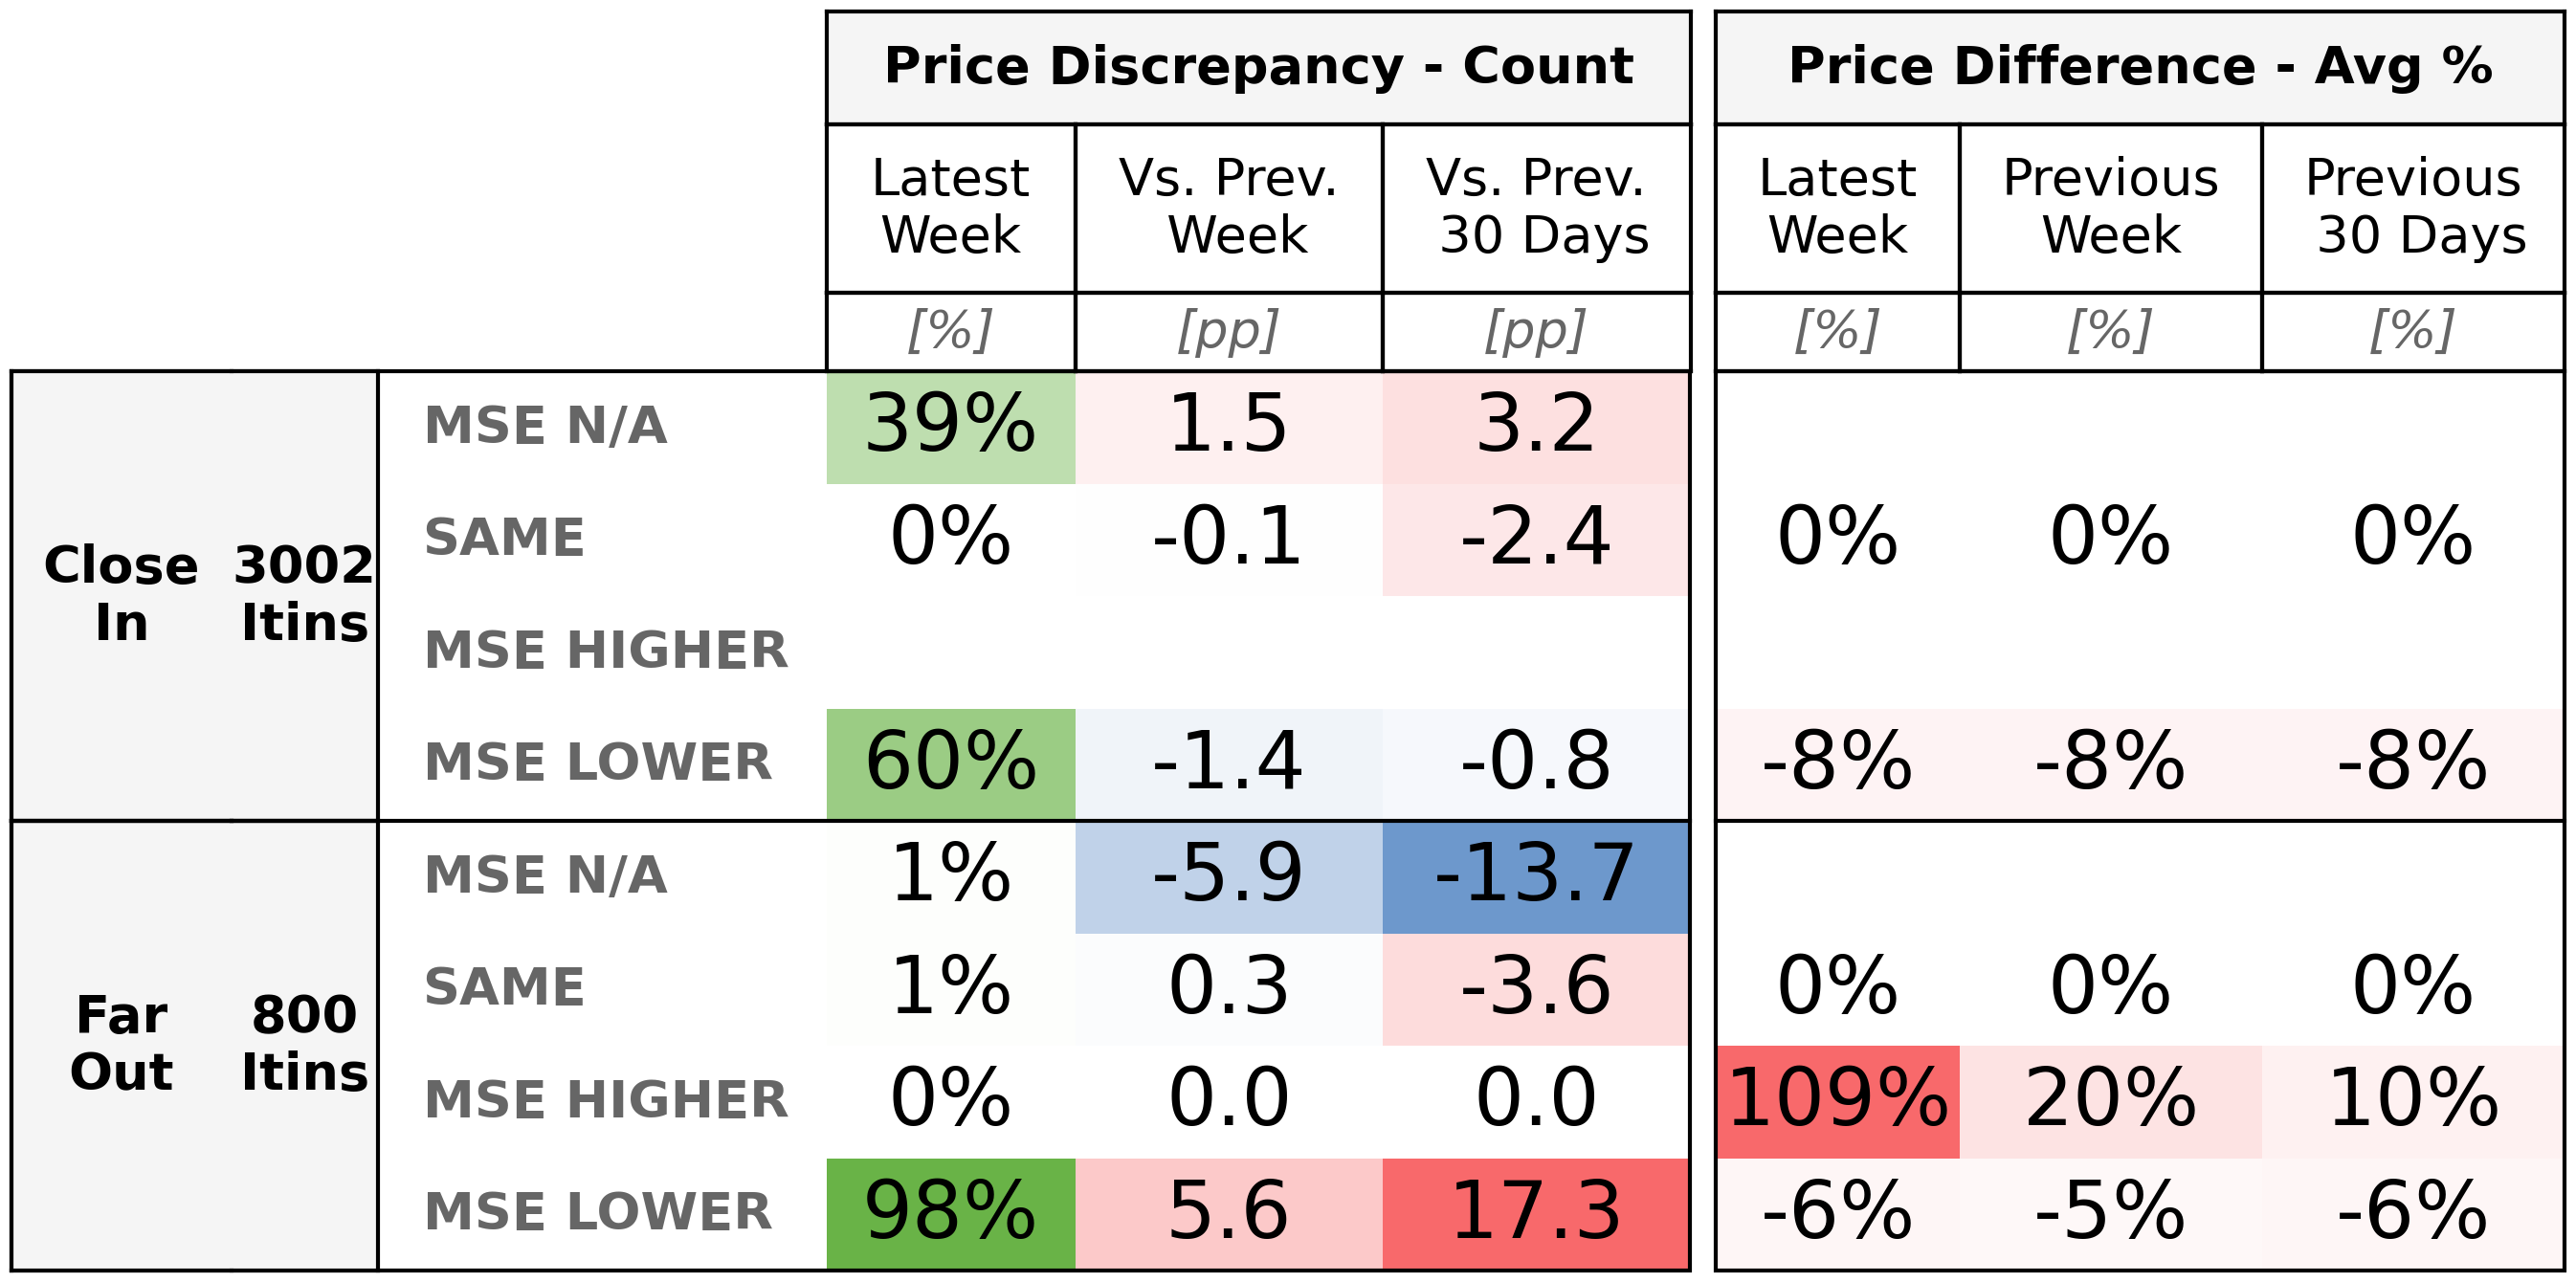 Price Discrepancy - Count Price Difference - Avg %
Latest Week Vs. Prev. Week Vs. Prev. 30 Days Latest Week Previous Week Previous 30 Days
[%] [pp] [pp] [%] [%] [%]
Close In 3002 Itins
MSE N/A 39% 1.5 3.2
SAME 0% -0.1 -2.4 0% 0% 0%
MSE HIGHER
MSE LOWER 60% -1.4 -0.8 -8% -8% -8%
Far Out 800 Itins
MSE N/A 1% -5.9 -13.7
SAME 1% 0.3 -3.6 0% 0% 0%
MSE HIGHER 0% 0.0 0.0 109% 20% 10%
MSE LOWER 98% 5.6 17.3 -6% -5% -6%